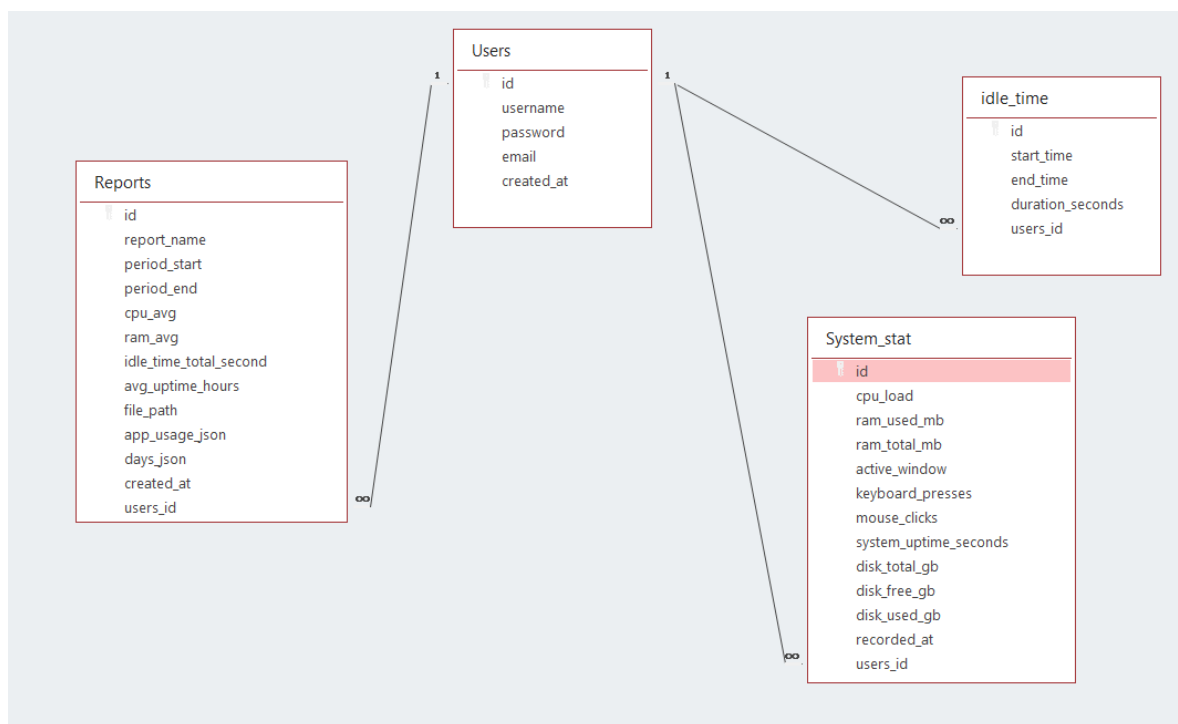 Users
id
username
password
email
created_at
1
1
idle_time
id
start_time
end_time
duration_seconds
users_id
∞
Reports
id
report_name
period_start
period_end
cpu_avg
ram_avg
idle_time_total_second
avg_uptime_hours
file_path
app_usage_json
days_json
created_at
users_id
∞
System_stat
id
cpu_load
ram_used_mb
ram_total_mb
active_window
keyboard_presses
mouse_clicks
system_uptime_seconds
disk_total_gb
disk_free_gb
disk_used_gb
recorded_at
users_id
∞